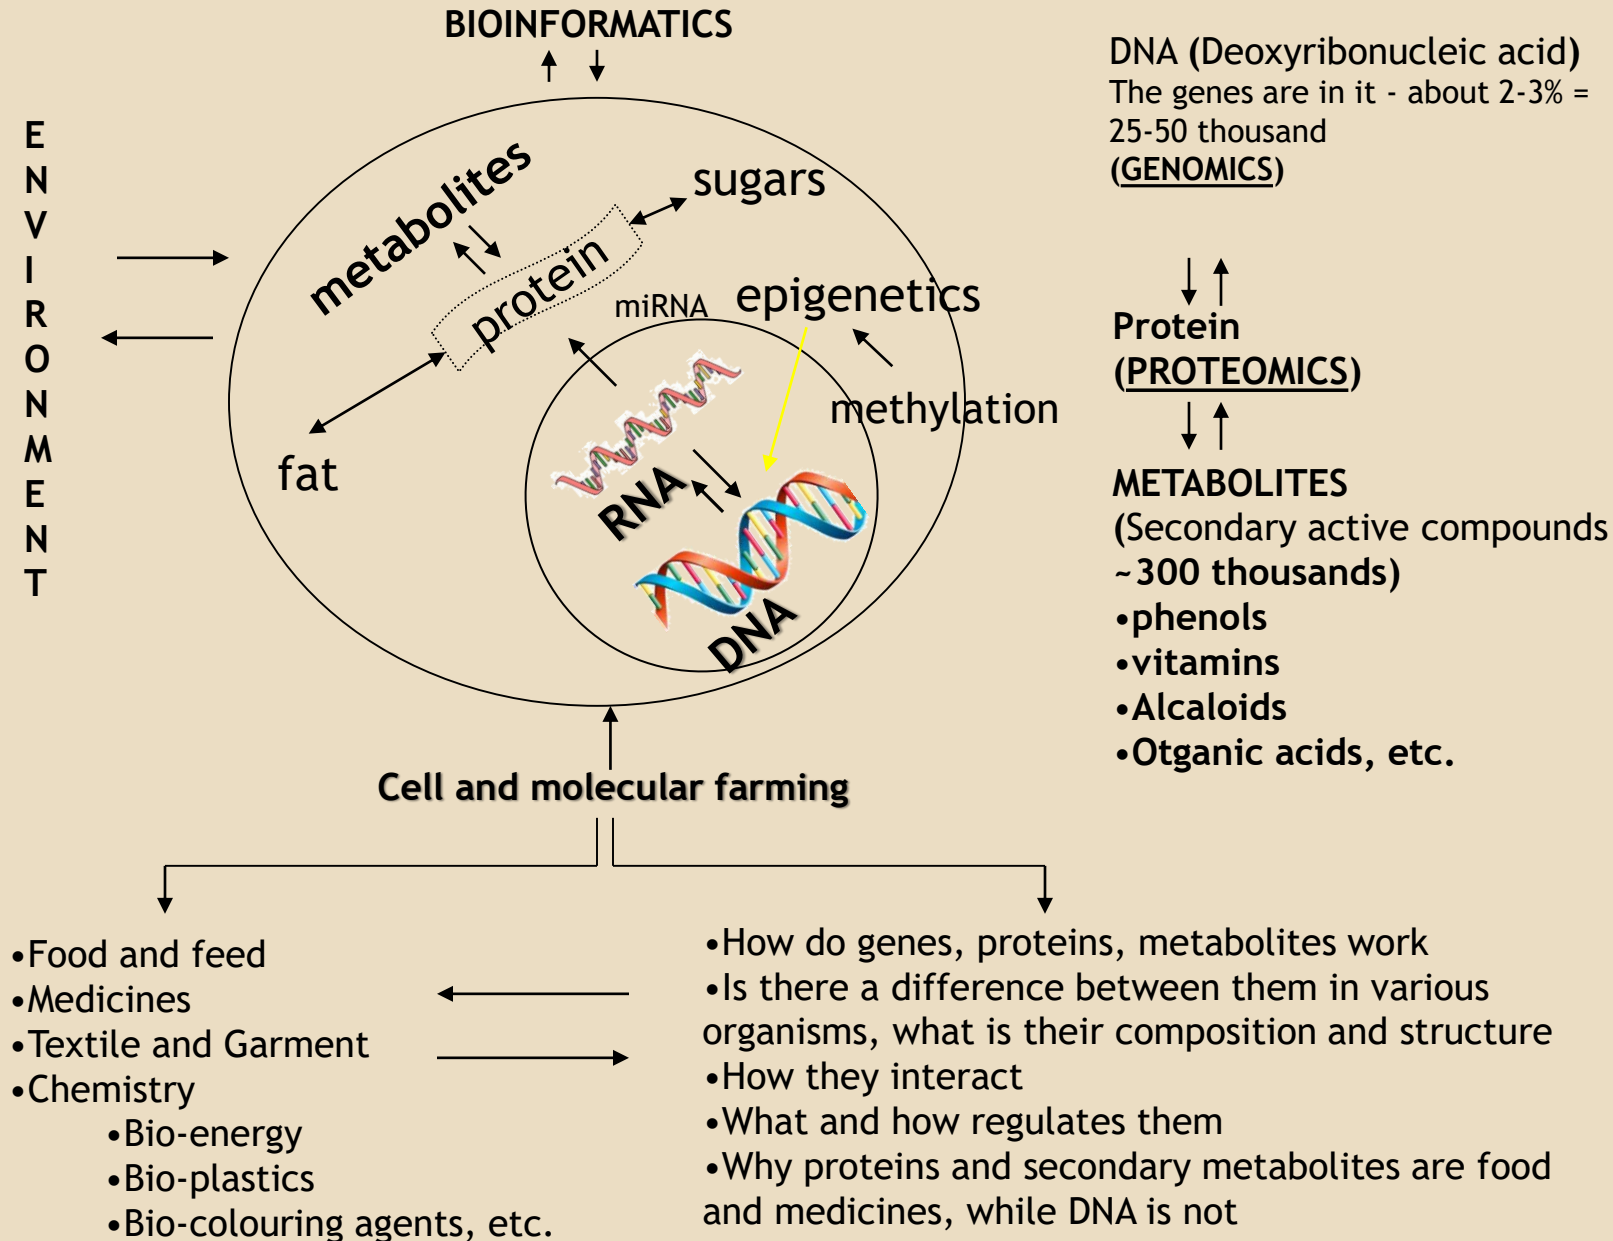 BIOINFORMATICS
ENVIRONMENT
metabolites
sugars
protein
miRNA
epigenetics
methylation
fat
RNA
DNA
DNA (Deoxyribonucleic acid)
The genes are in it - about 2-3% =
25-50 thousand
(GENOMICS)
Protein
(PROTEOMICS)
METABOLITES
(Secondary active compounds
~300 thousands)
•phenols
•vitamins
•Alcaloids
•Otganic acids, etc.
Cell and molecular farming
•Food and feed
•Medicines
•Textile and Garment
•Chemistry
•Bio-energy
•Bio-plastics
•Bio-colouring agents, etc.
•How do genes, proteins, metabolites work
•Is there a difference between them in various
organisms, what is their composition and structure
•How they interact
•What and how regulates them
•Why proteins and secondary metabolites are food
and medicines, while DNA is not